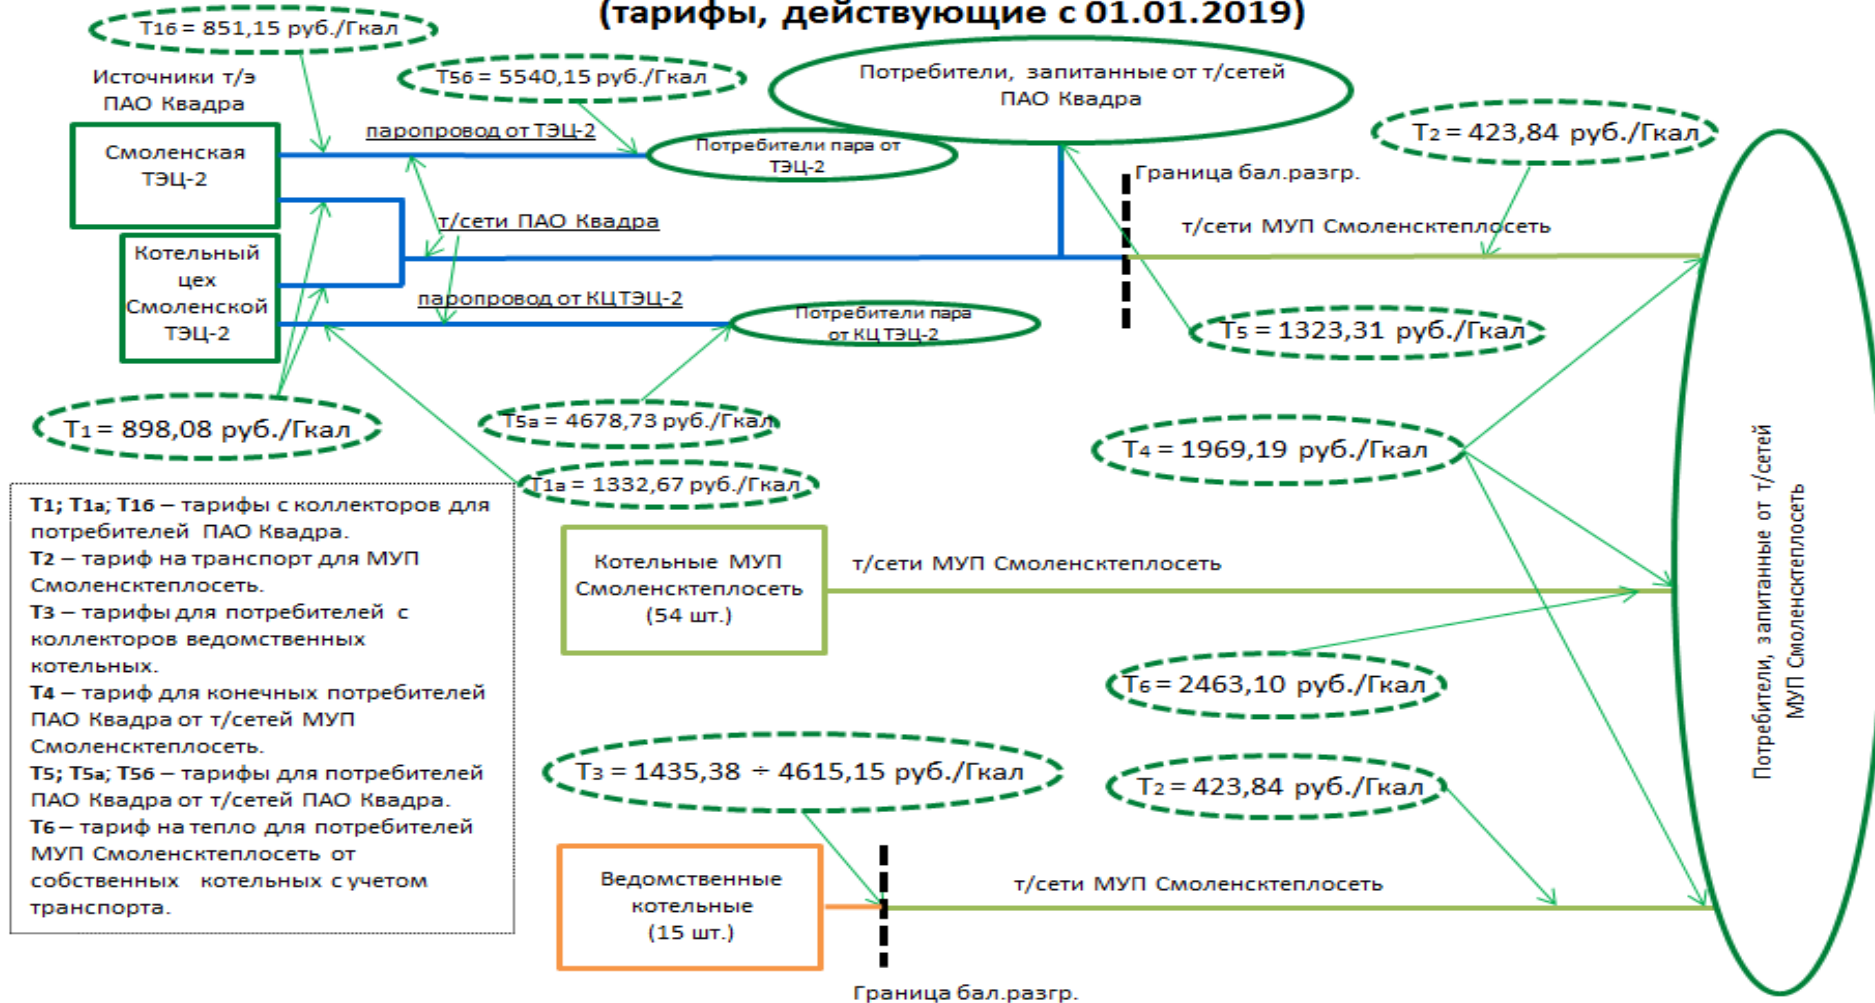 (тарифы, действующие с 01.01.2019)
Т1б = 851,15 руб./Гкал
Источники т/э
ПАО Квадра
Т5б = 5540,15 руб./Гкал
Потребители, запитанные от т/сетей
ПАО Квадра
Т2 = 423,84 руб./Гкал
Смоленская
ТЭЦ-2
паропровод от ТЭЦ-2
Потребители пара от
ТЭЦ-2
Граница бал.разгр.
т/сети ПАО Квадра
т/сети МУП Смоленсктеплосеть
Котельный
цех
Смоленской
ТЭЦ-2
паропровод от КЦ ТЭЦ-2
Потребители пара
от КЦ ТЭЦ-2
Т5 = 1323,31 руб./Гкал
Т1 = 898,08 руб./Гкал
Т5а = 4678,73 руб./Гкал
Т4 = 1969,19 руб./Гкал
Т1а = 1332,67 руб./Гкал
Т1; Т1а; Т1б – тарифы с коллекторов для
потребителей ПАО Квадра.
Т2 – тариф на транспорт для МУП
Смоленсктеплосеть.
Т3 – тарифы для потребителей с
коллекторов ведомственных
котельных.
Т4 – тариф для конечных потребителей
ПАО Квадра от т/сетей МУП
Смоленсктеплосеть.
Т5; Т5а; Т5б – тарифы для потребителей
ПАО Квадра от т/сетей ПАО Квадра.
Т6 – тариф на тепло для потребителей
МУП Смоленсктеплосеть от
собственных котельных с учетом
транспорта.
Котельные МУП
Смоленсктеплосеть
(54 шт.)
т/сети МУП Смоленсктеплосеть
Т6 = 2463,10 руб./Гкал
Т3 = 1435,38 ÷ 4615,15 руб./Гкал
Т2 = 423,84 руб./Гкал
Ведомственные
котельные
(15 шт.)
т/сети МУП Смоленсктеплосеть
Граница бал.разгр.
Потребители, запитанные от т/сетей
МУП Смоленсктеплосеть